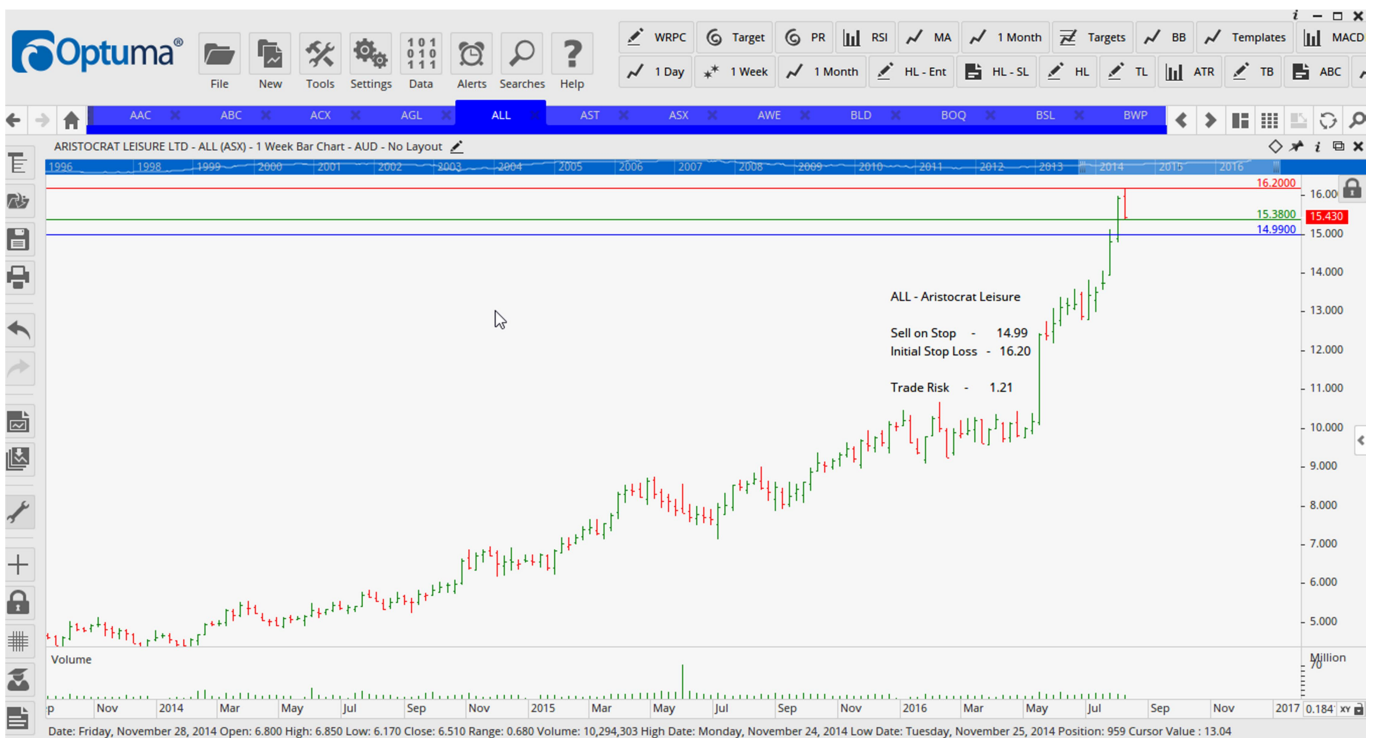 i
Optuma®
File New Tools Settings Data Alerts Searches Help
WRPC Target PR RSI MA 1 Month Targets BB Templates MACD
1 Day 1 Week 1 Month HL - Ent HL - SL HL TL ATR TB ABC
AAC ABC ACX AGL ALL AST ASX AWE BLD BOQ BSL BWP
ARISTOCRAT LEISURE LTD - ALL (ASX) - 1 Week Bar Chart - AUD - No Layout
1996 1998 1999 2000 2001 2002 2003 2004 2005 2006 2007 2008 2009 2010 2011 2012 2013 2014 2015 2016
16.2000
16.00
15.3800
15.430
14.9900
15.000
14.000
13.000
12.000
11.000
10.000
9.000
8.000
7.000
6.000
5.000
ALL - Aristocrat Leisure
Sell on Stop - 14.99
Initial Stop Loss - 16.20
Trade Risk - 1.21
Volume
Million
70
p Nov 2014 Mar May Jul Sep Nov 2015 Mar May Jul Sep Nov 2016 Mar May Jul Sep Nov 2017 0.184 XY
Date: Friday, November 28, 2014 Open: 6.800 High: 6.850 Low: 6.170 Close: 6.510 Range: 0.680 Volume: 10,294,303 High Date: Monday, November 24, 2014 Low Date: Tuesday, November 25, 2014 Position: 959 Cursor Value : 13.04